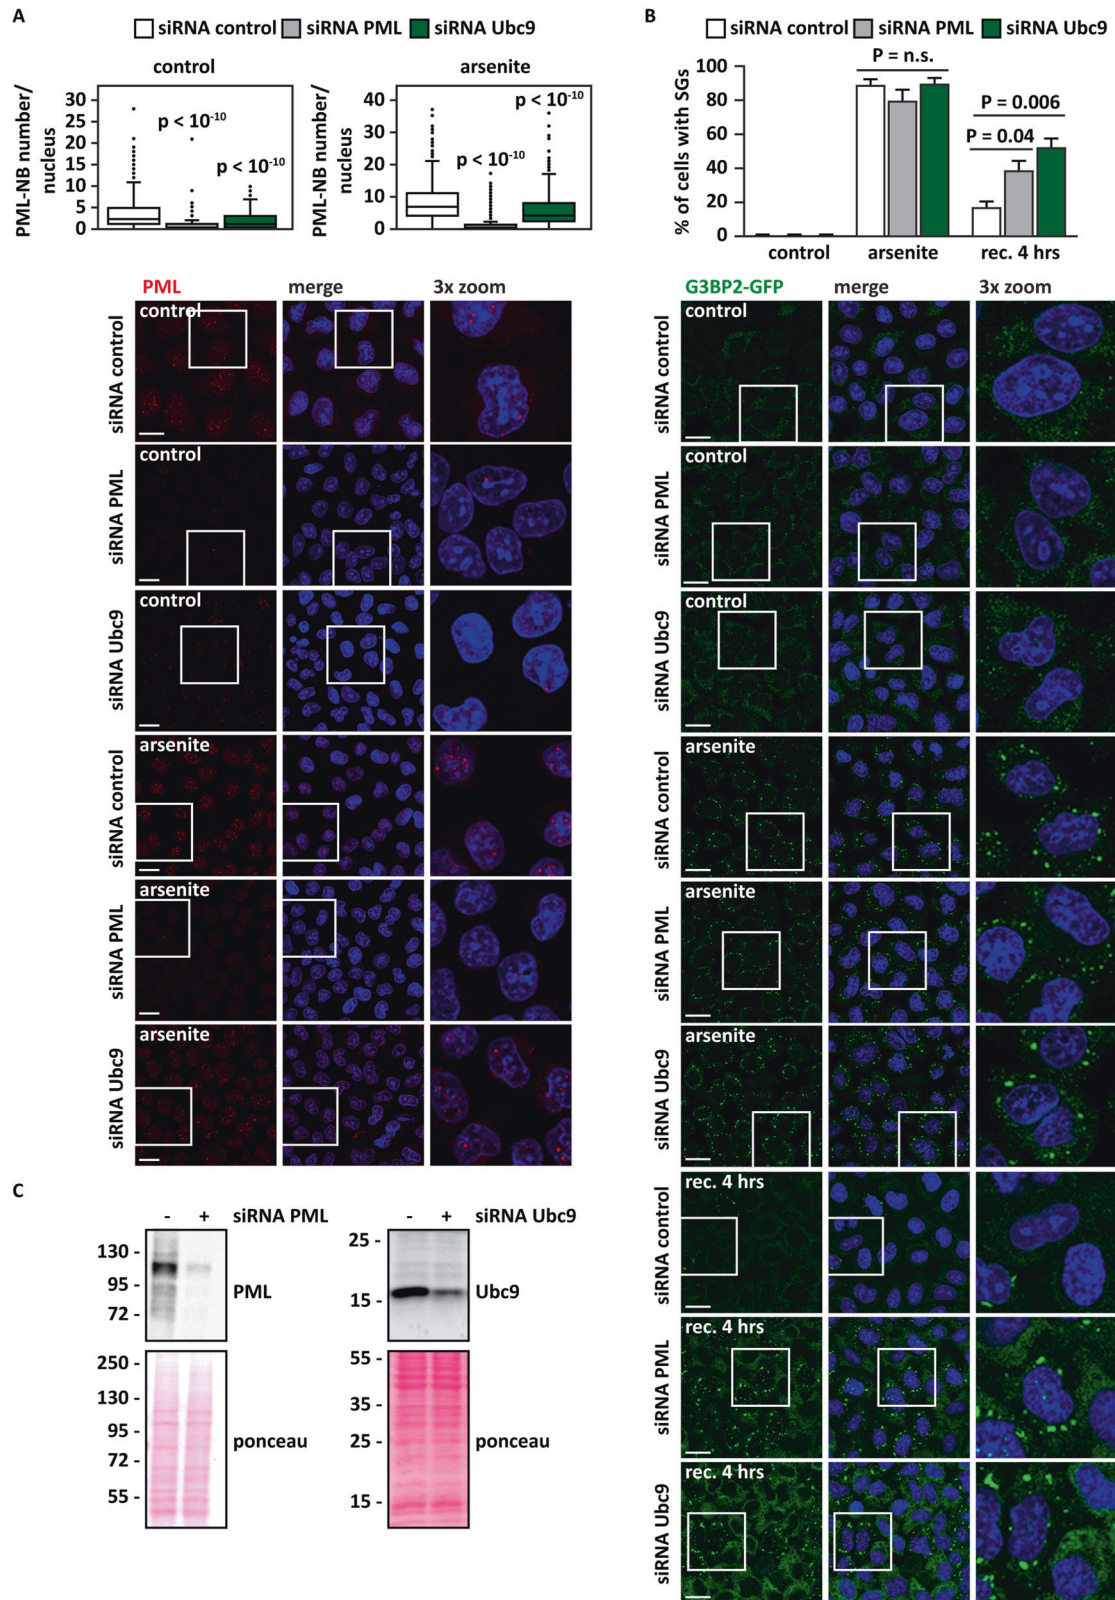 A
siRNA control siRNA PML siRNA Ubc9
control
PML-NB number/
nucleus
30
25
20
15
10
5
0
p < 10-10
p < 10-10
arsenite
PML-NB number/
nucleus
40
30
20
10
0
p < 10-10
p < 10-10
PML merge 3x zoom
siRNA control
control
siRNA PML
control
siRNA Ubc9
control
siRNA control
arsenite
siRNA PML
arsenite
siRNA Ubc9
arsenite
B
siRNA control siRNA PML siRNA Ubc9
% of cells with SGs
100
80
60
40
20
0
P = n.s.
P = 0.006
P = 0.04
control arsenite rec. 4 hrs
G3BP2-GFP merge 3x zoom
siRNA control
control
siRNA PML
control
siRNA Ubc9
control
siRNA control
arsenite
siRNA PML
arsenite
siRNA Ubc9
arsenite
siRNA control
rec. 4 hrs
siRNA PML
rec. 4 hrs
siRNA Ubc9
rec. 4 hrs
C
- + siRNA PML
130 -
95 -
72 -
PML
250 -
130 -
95 -
72 -
55 -
ponceau
- + siRNA Ubc9
25 -
15 -
Ubc9
55 -
35 -
25 -
15 -
ponceau